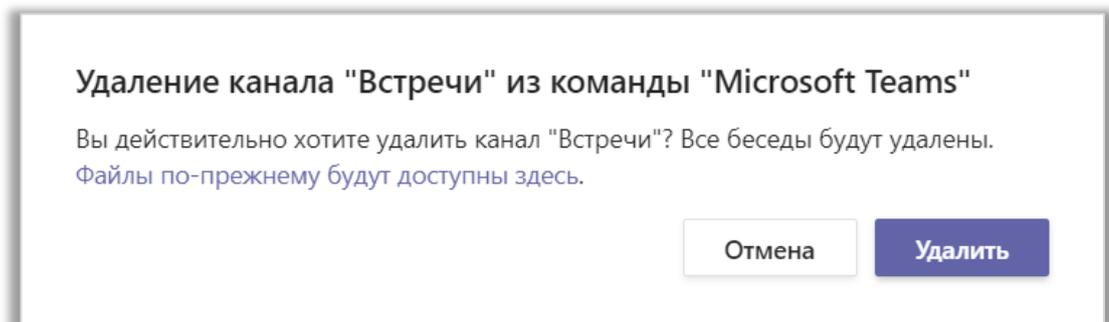 Удаление канала "Встречи" из команды "Microsoft Teams"
Вы действительно хотите удалить канал "Встречи"? Все беседы будут удалены.
Файлы по-прежнему будут доступны здесь.
Отмена
Удалить